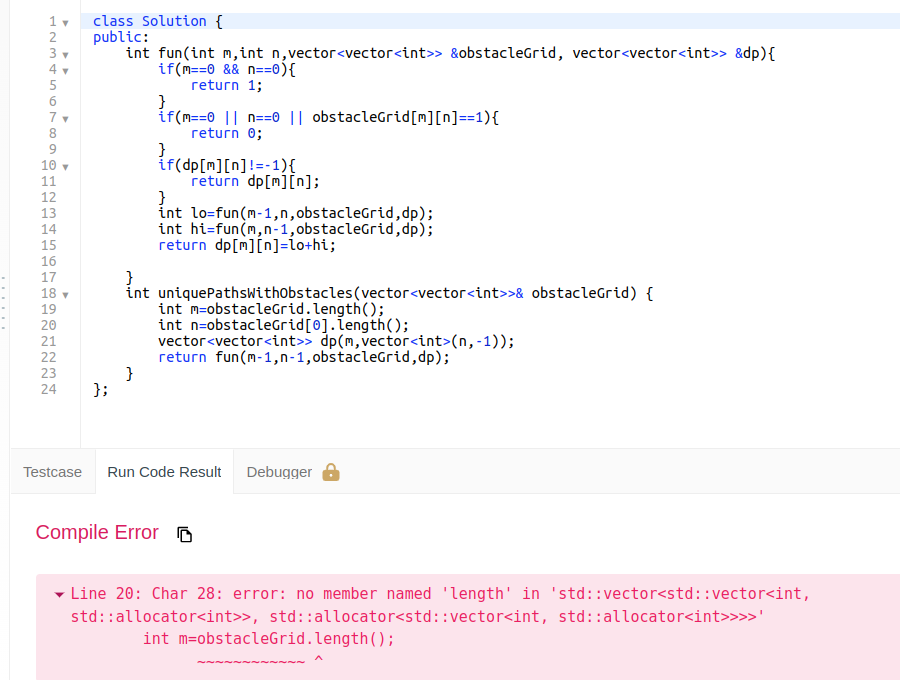 1 class Solution {
2 public:
3     int fun(int m,int n,vector<vector<int>> &obstacleGrid, vector<vector<int>> &dp){
4         if(m==0 && n==0){
5             return 1;
6         }
7         if(m==0 || n==0 || obstacleGrid[m][n]==1){
8             return 0;
9         }
10         if(dp[m][n]!=-1){
11             return dp[m][n];
12         }
13         int lo=fun(m-1,n,obstacleGrid,dp);
14         int hi=fun(m,n-1,obstacleGrid,dp);
15         return dp[m][n]=lo+hi;
16
17     }
18     int uniquePathsWithObstacles(vector<vector<int>>& obstacleGrid) {
19         int m=obstacleGrid.length();
20         int n=obstacleGrid[0].length();
21         vector<vector<int>> dp(m,vector<int>(n,-1));
22         return fun(m-1,n-1,obstacleGrid,dp);
23     }
24 };
Testcase Run Code Result Debugger
Compile Error
Line 20: Char 28: error: no member named 'length' in 'std::vector<std::vector<int,
std::allocator<int>>, std::allocator<std::vector<int, std::allocator<int>>>>'
        int m=obstacleGrid.length();
              ~~~~~~~~~~~~ ^